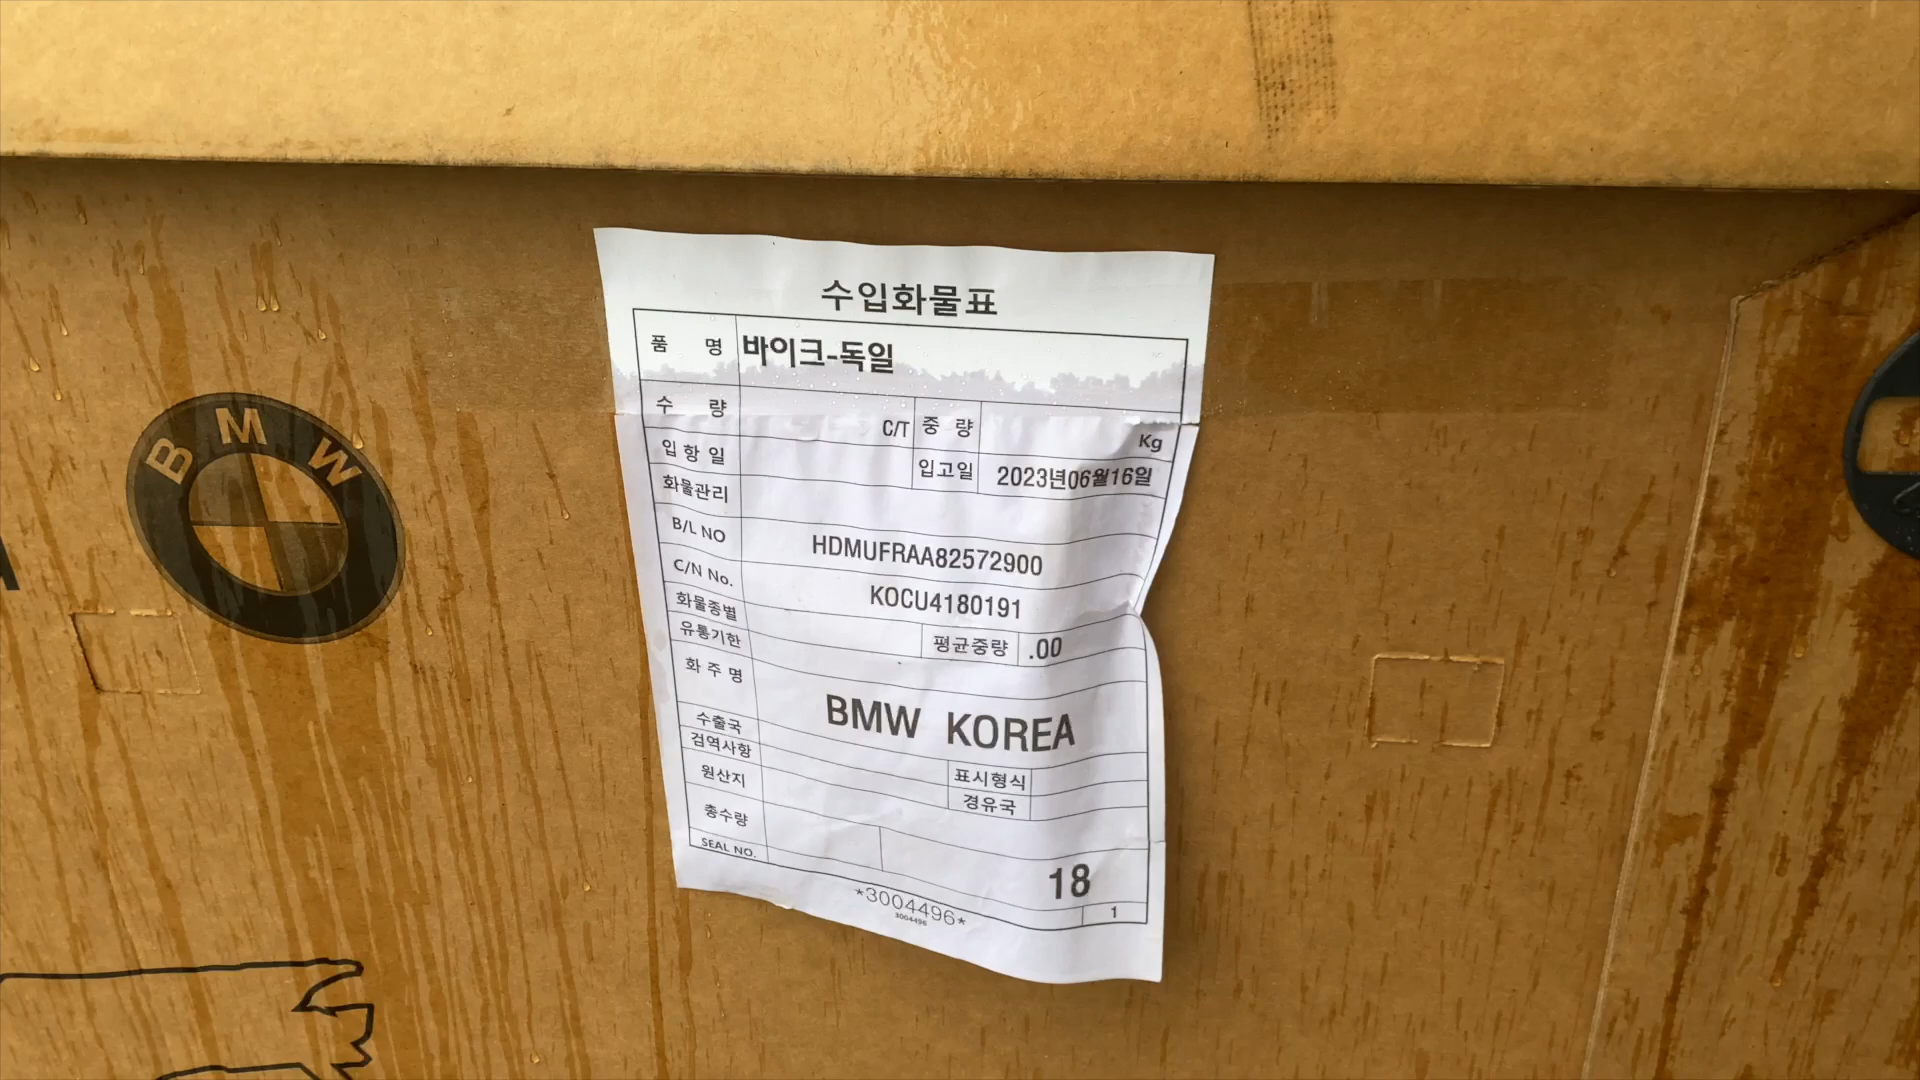 BMW
수입화물표
품 명 바이크-독일
수 량 C/T 중 량 Kg
입 항 일 입고일 2023년06월16일
화물관리
B/L NO HDMUFRAA82572900
C/N No. KOCU4180191
화물종별 평균중량 .00
유통기한
화 주 명 BMW KOREA
수출국 표시형식
검역사항 경유국
원산지
총수량 18
SEAL NO. 1
*3004496*
3004496